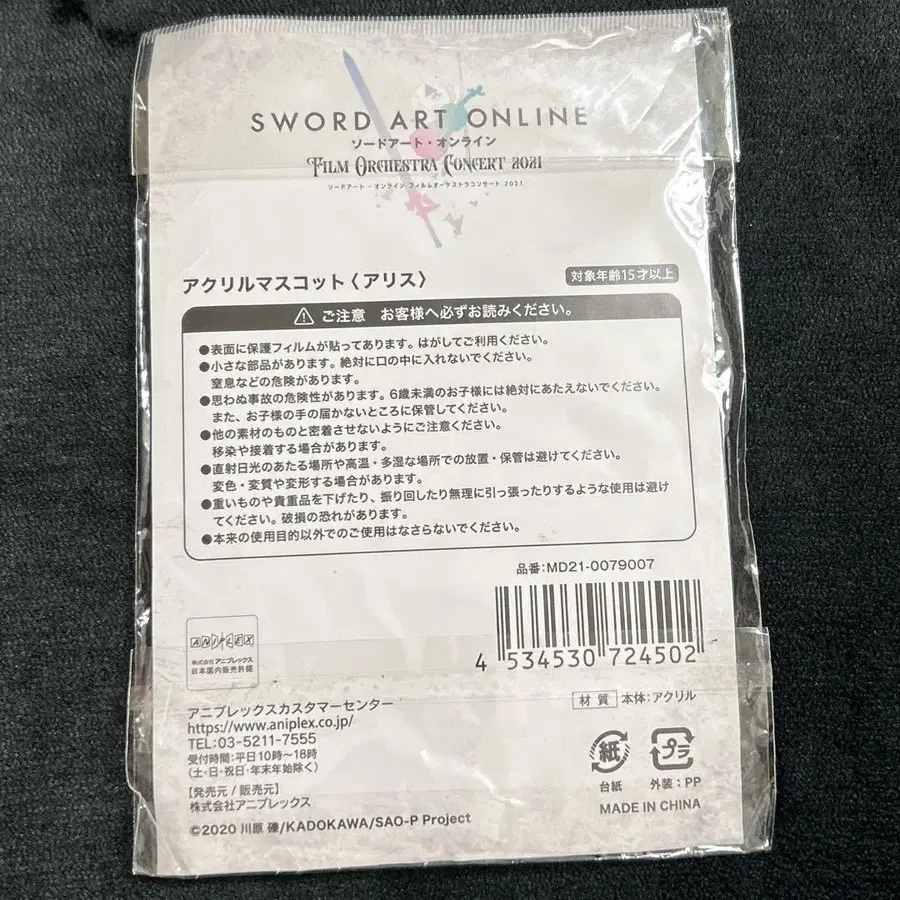 SWORD ART ONLINE
ソードアート・オンライン
FILM ORCHESTRA CONCERT 2021
ソードアート・オンライン フィルムオーケストラコンサート 2021
アクリルマスコット〈アリス〉
対象年齢15才以上
ご注意 お客様へ必ずお読みください。
●表面に保護フィルムが貼ってあります。はがしてご利用ください。
●小さな部品があります。絶対に口の中に入れないでください。
窒息などの危険があります。
●思わぬ事故の危険性があります。6歳未満のお子様には絶対にあたえないでください。
また、お子様の手の届かないところに保管してください。
●他の素材のものと密着させないようにご注意ください。
移染や接着する場合があります。
●直射日光のあたる場所や高温・多湿な場所での放置・保管は避けてください。
変色・変質や変形する場合があります。
●重いものや貴重品を下げたり、振り回したり無理に引っ張ったりするような使用は避け
てください。破損の恐れがあります。
●本来の使用目的以外でのご使用はなさらないでください。
品番:MD21-0079007
4 534530 724502
ANIPLEX
株式会社アニプレックス
日本国内販売許諾
材質 本体:アクリル
アニプレックスカスタマーセンター
https://www.aniplex.co.jp/
TEL:03-5211-7555
受付時間:平日10時〜18時
(土・日・祝日・年末年始除く)
紙
台紙
プラ
外装:PP
【発売元 / 販売元】
株式会社アニプレックス
MADE IN CHINA
©2020 川原 礫/KADOKAWA/SAO-P Project